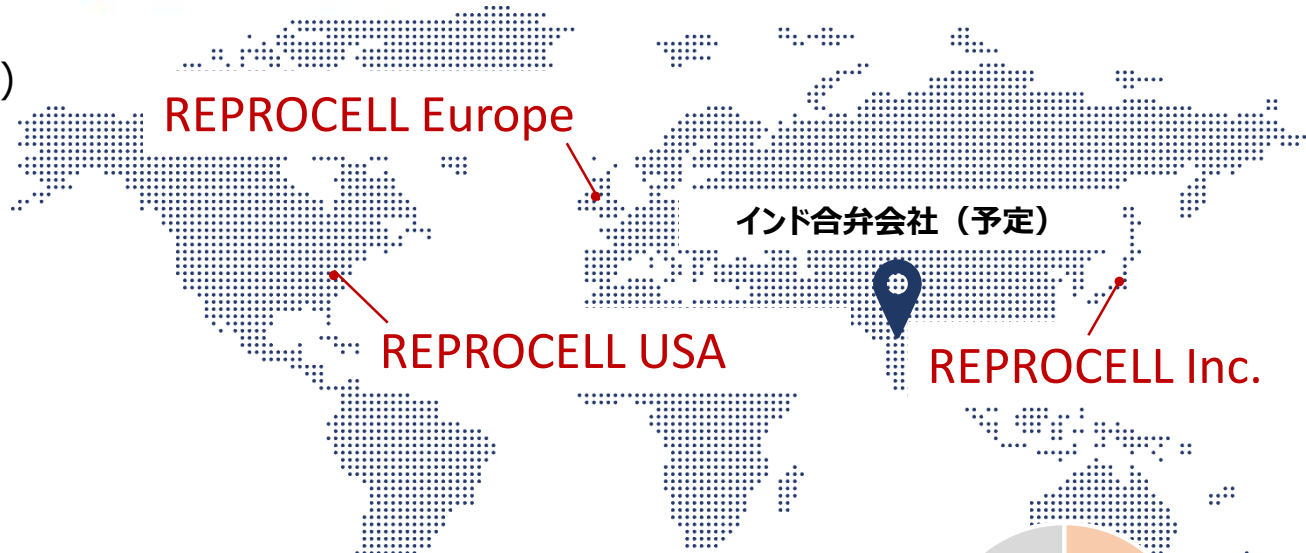 )
REPROCELL Europe
インド合弁会社（予定）
REPROCELL USA
REPROCELL Inc.